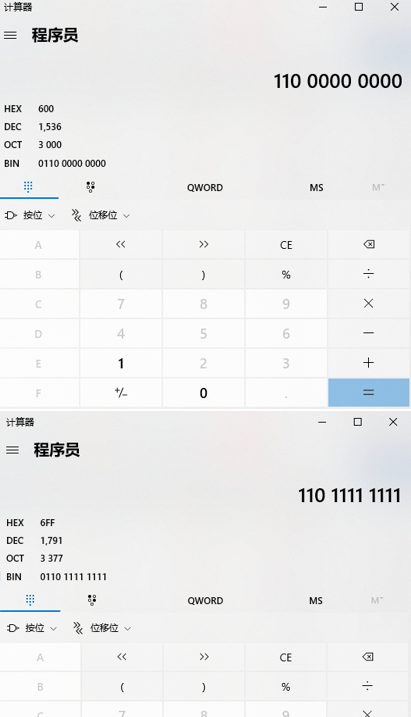 计算器
程序员
110 0000 0000
HEX 600
DEC 1,536
OCT 3 000
BIN 0110 0000 0000
QWORD MS M˅
按位 位移位
A << >> CE
B ( ) % ÷
C 7 8 9 ×
D 4 5 6 −
E 1 2 3 +
F +/− 0 . =
计算器
程序员
110 1111 1111
HEX 6FF
DEC 1,791
OCT 3 377
BIN 0110 1111 1111
QWORD MS M˅
按位 位移位
A << >> CE
B ( ) % ÷
C 7 8 9 ×